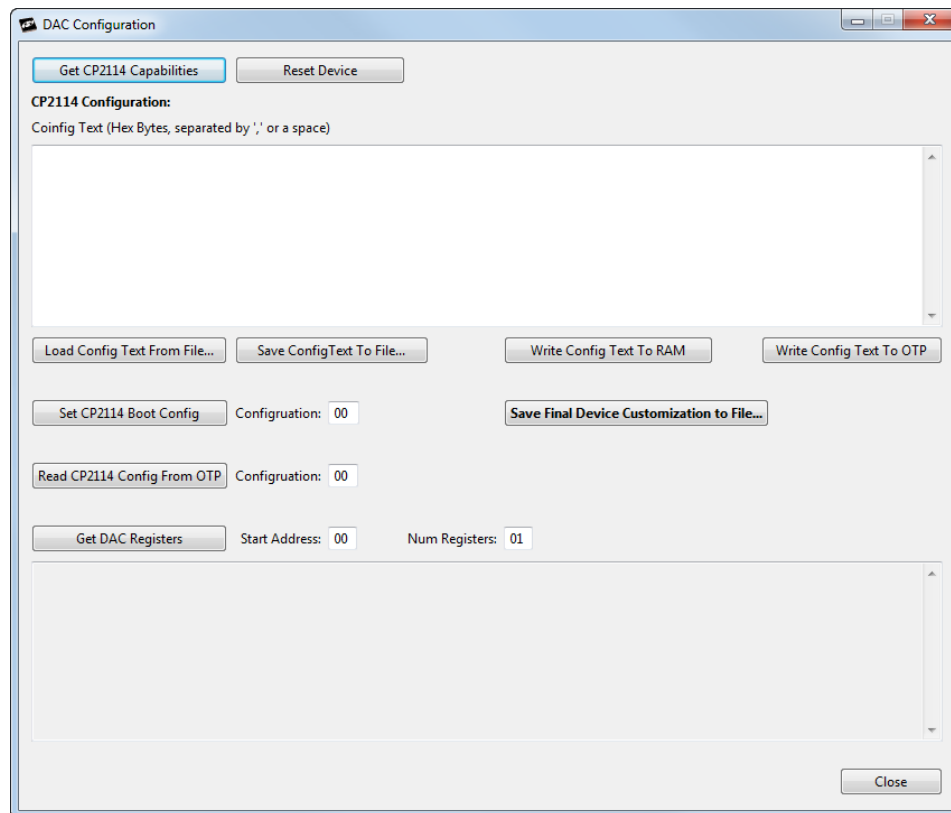 DAC Configuration
Get CP2114 Capabilities Reset Device
CP2114 Configuration:
Coinfig Text (Hex Bytes, separated by ',' or a space)
Load Config Text From File... Save ConfigText To File... Write Config Text To RAM Write Config Text To OTP
Set CP2114 Boot Config Configruation: 00 Save Final Device Customization to File...
Read CP2114 Config From OTP Configruation: 00
Get DAC Registers Start Address: 00 Num Registers: 01
Close